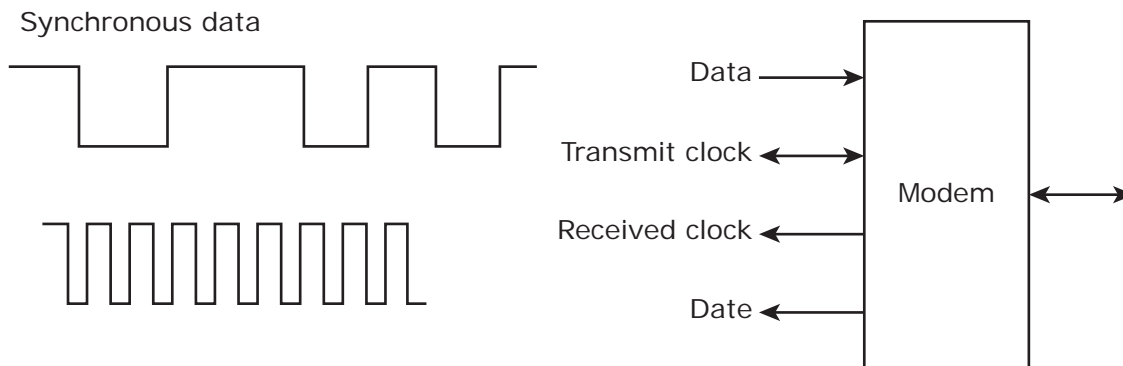 Synchronous data
Data
Transmit clock
Modem
Received clock
Date